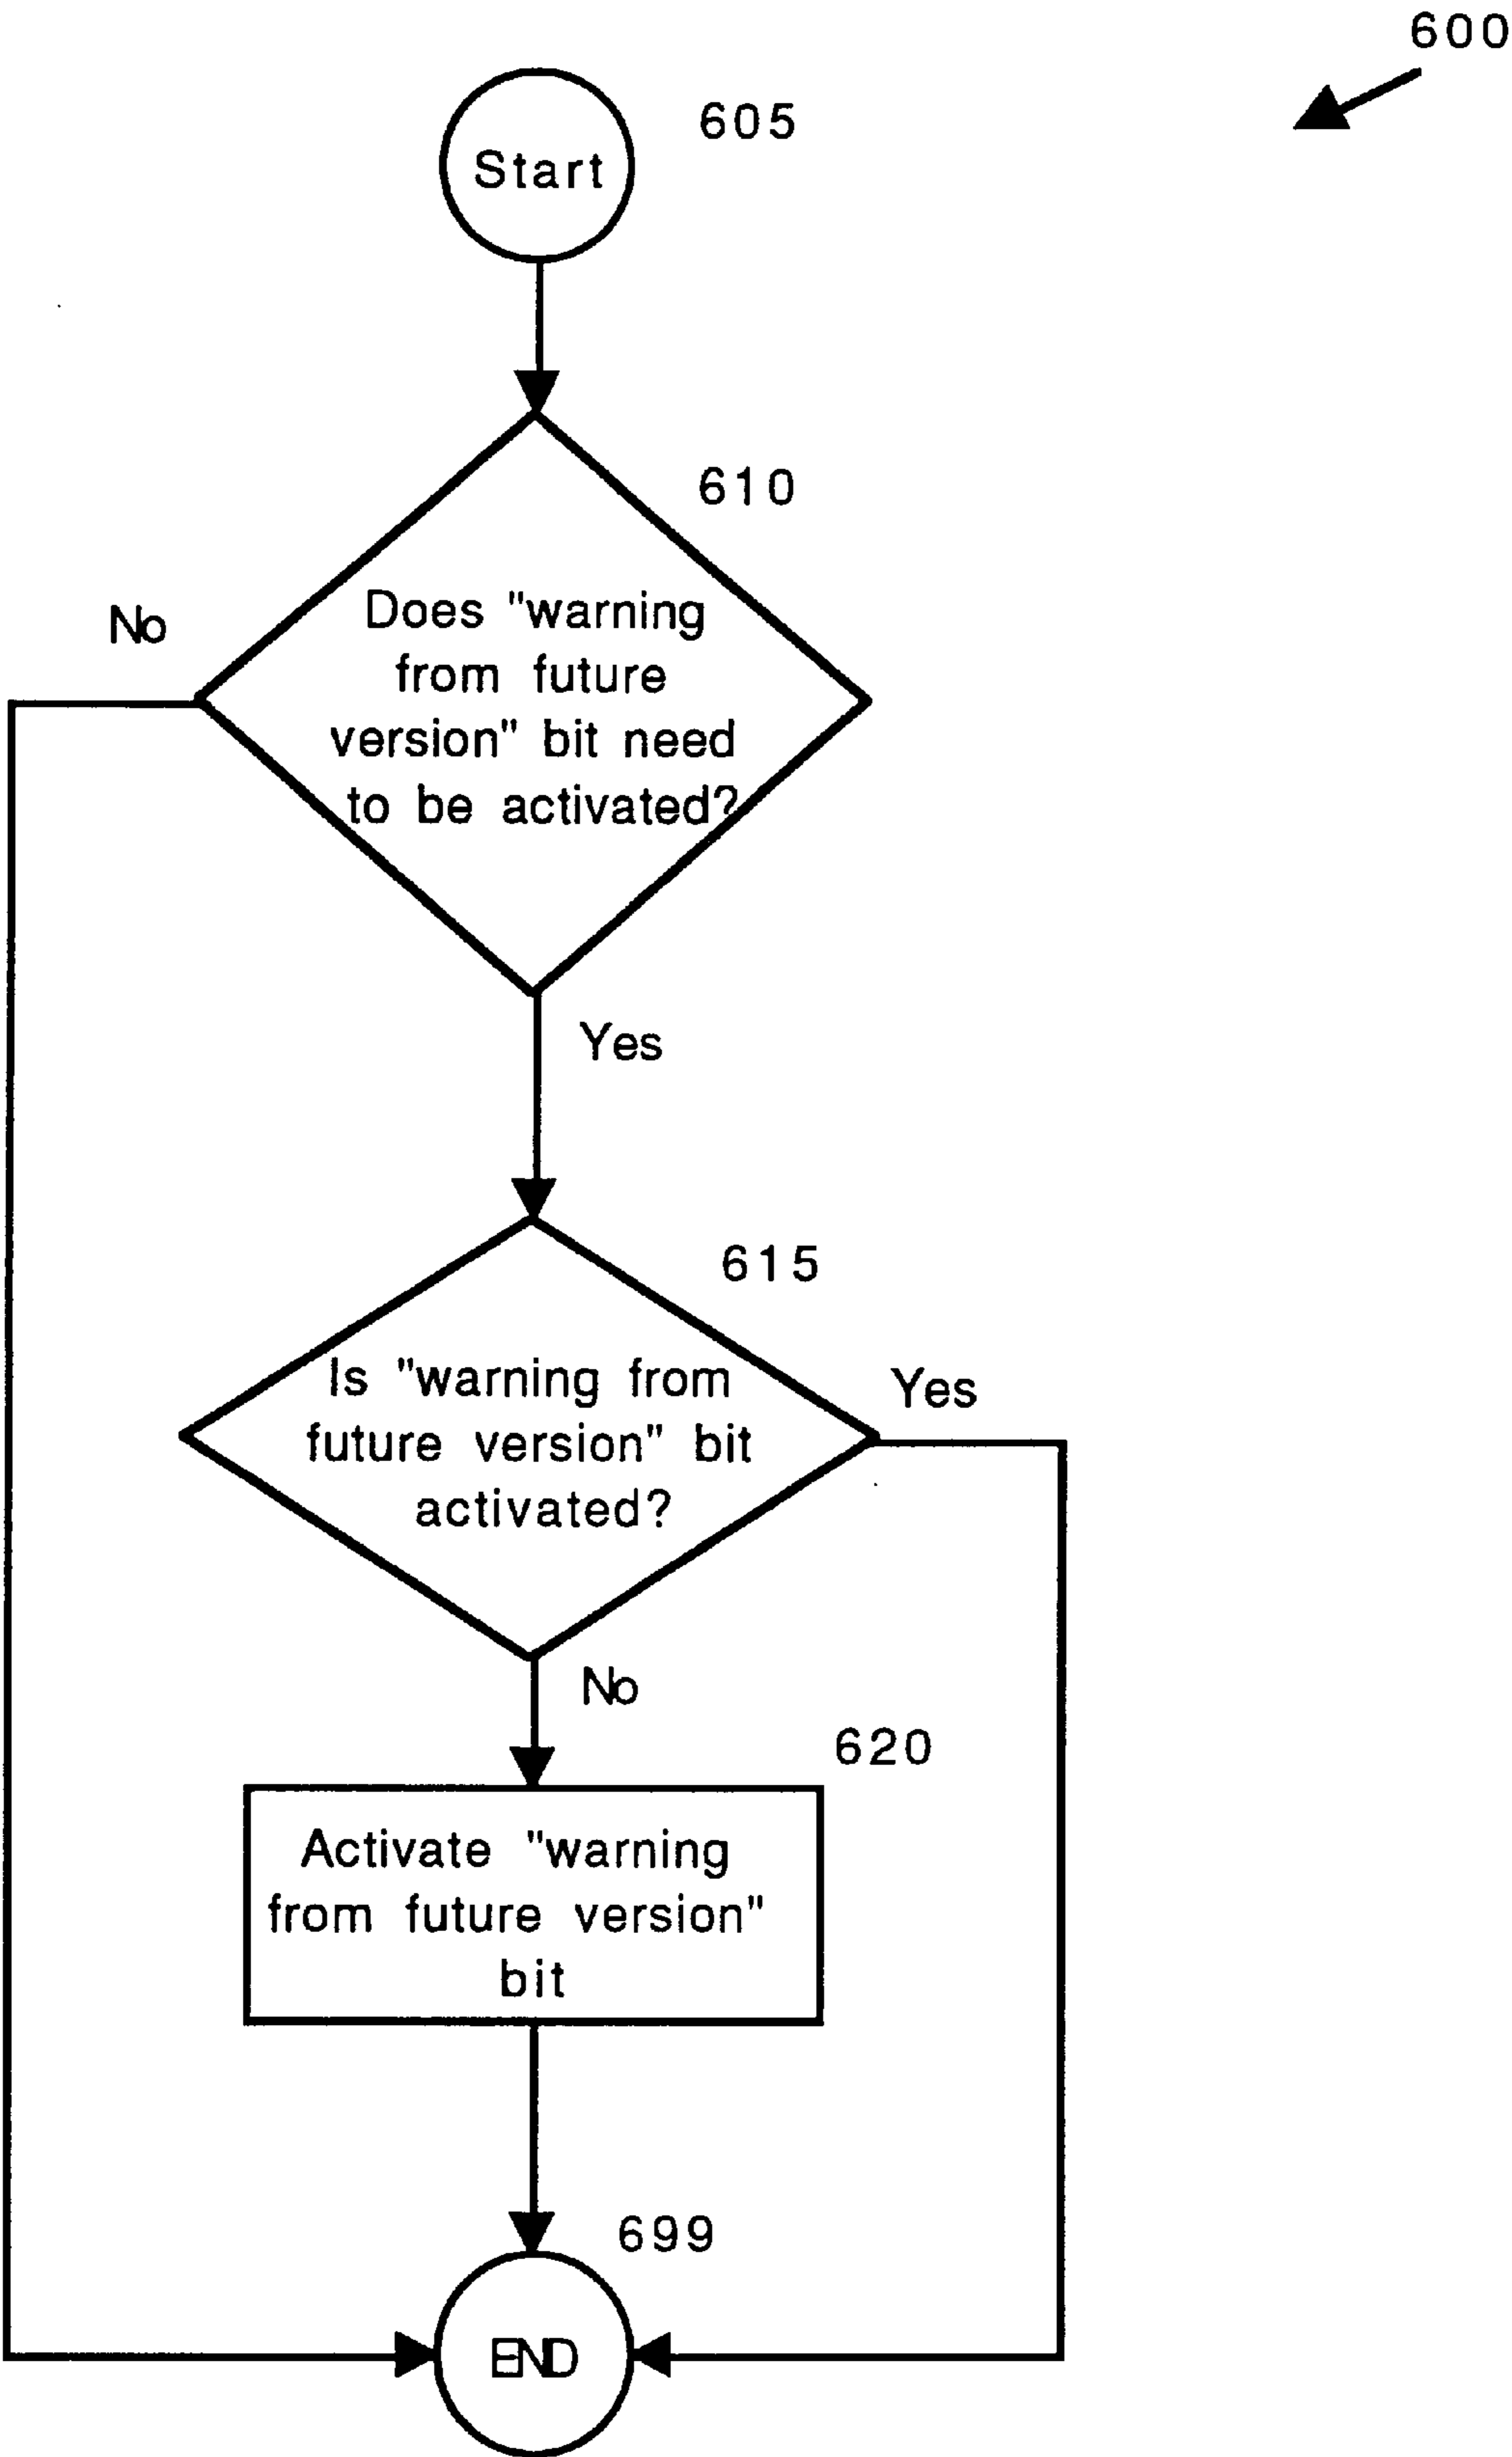 600
605
Start
610
Does "warning
from future
version" bit need
to be activated?
No
Yes
615
Is "warning from
future version" bit
activated?
Yes
No
620
Activate "warning
from future version"
bit
699
END